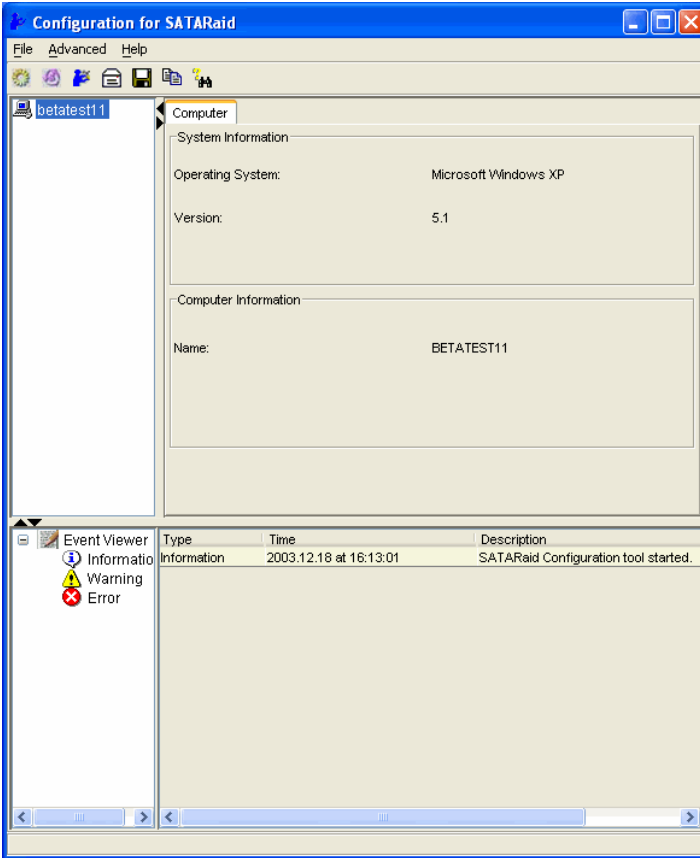 Configuration for SATARaid
File Advanced Help
betatest11
Computer
System Information
Operating System: Microsoft Windows XP
Version: 5.1
Computer Information
Name: BETATEST11
Event Viewer
Informatio
Warning
Error
Type Time Description
Information 2003.12.18 at 16:13:01 SATARaid Configuration tool started.